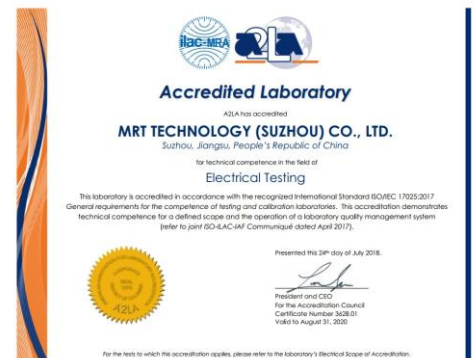 ilac-MRA
A2LA
Accredited Laboratory
A2LA has accredited
MRT TECHNOLOGY (SUZHOU) CO., LTD.
Suzhou, Jiangsu, People's Republic of China
for technical competence in the field of
Electrical Testing
This laboratory is accredited in accordance with the recognized International Standard ISO/IEC 17025:2017
General requirements for the competence of testing and calibration laboratories. This accreditation demonstrates
technical competence for a defined scope and the operation of a laboratory quality management system
(refer to joint ISO-ILAC-IAF Communiqué dated April 2017).
Presented this 24th day of July 2018.
President and CEO
For the Accreditation Council
Certificate Number 3628.01
Valid to August 31, 2020
SEAL
A2LA
For the tests to which this accreditation applies, please refer to the laboratory's Electrical Scope of Accreditation.